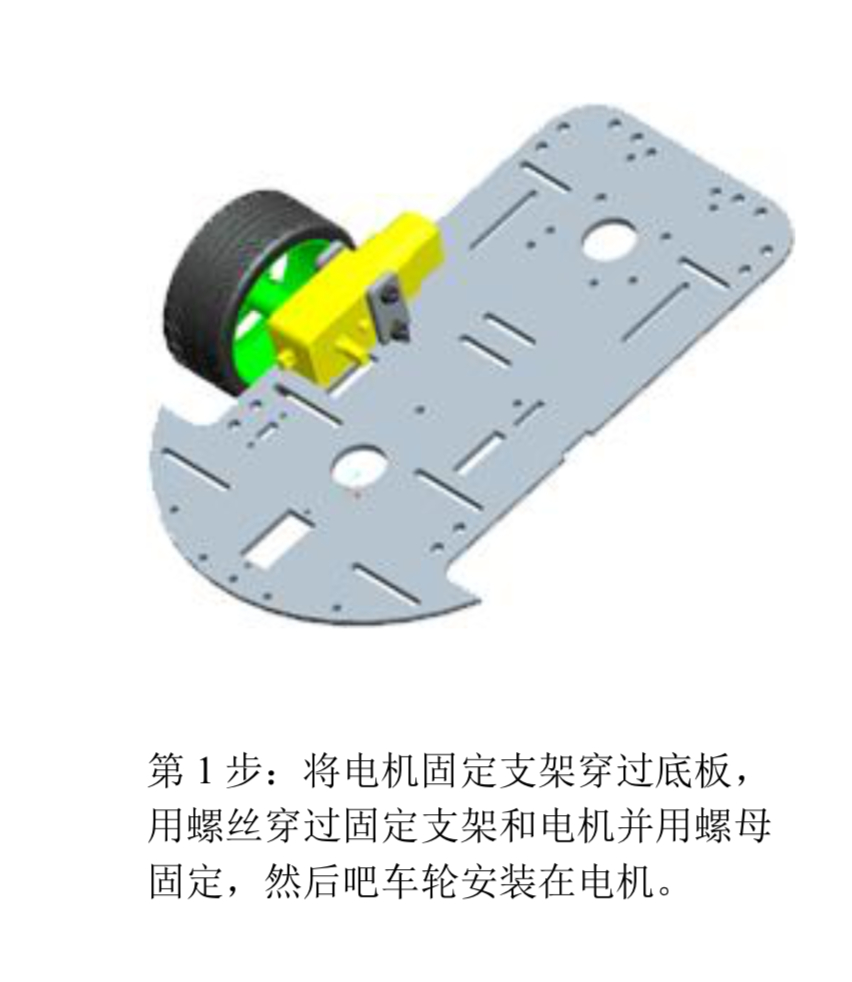 第 1 步：将电机固定支架穿过底板，
用螺丝穿过固定支架和电机并用螺母
固定，然后吧车轮安装在电机。